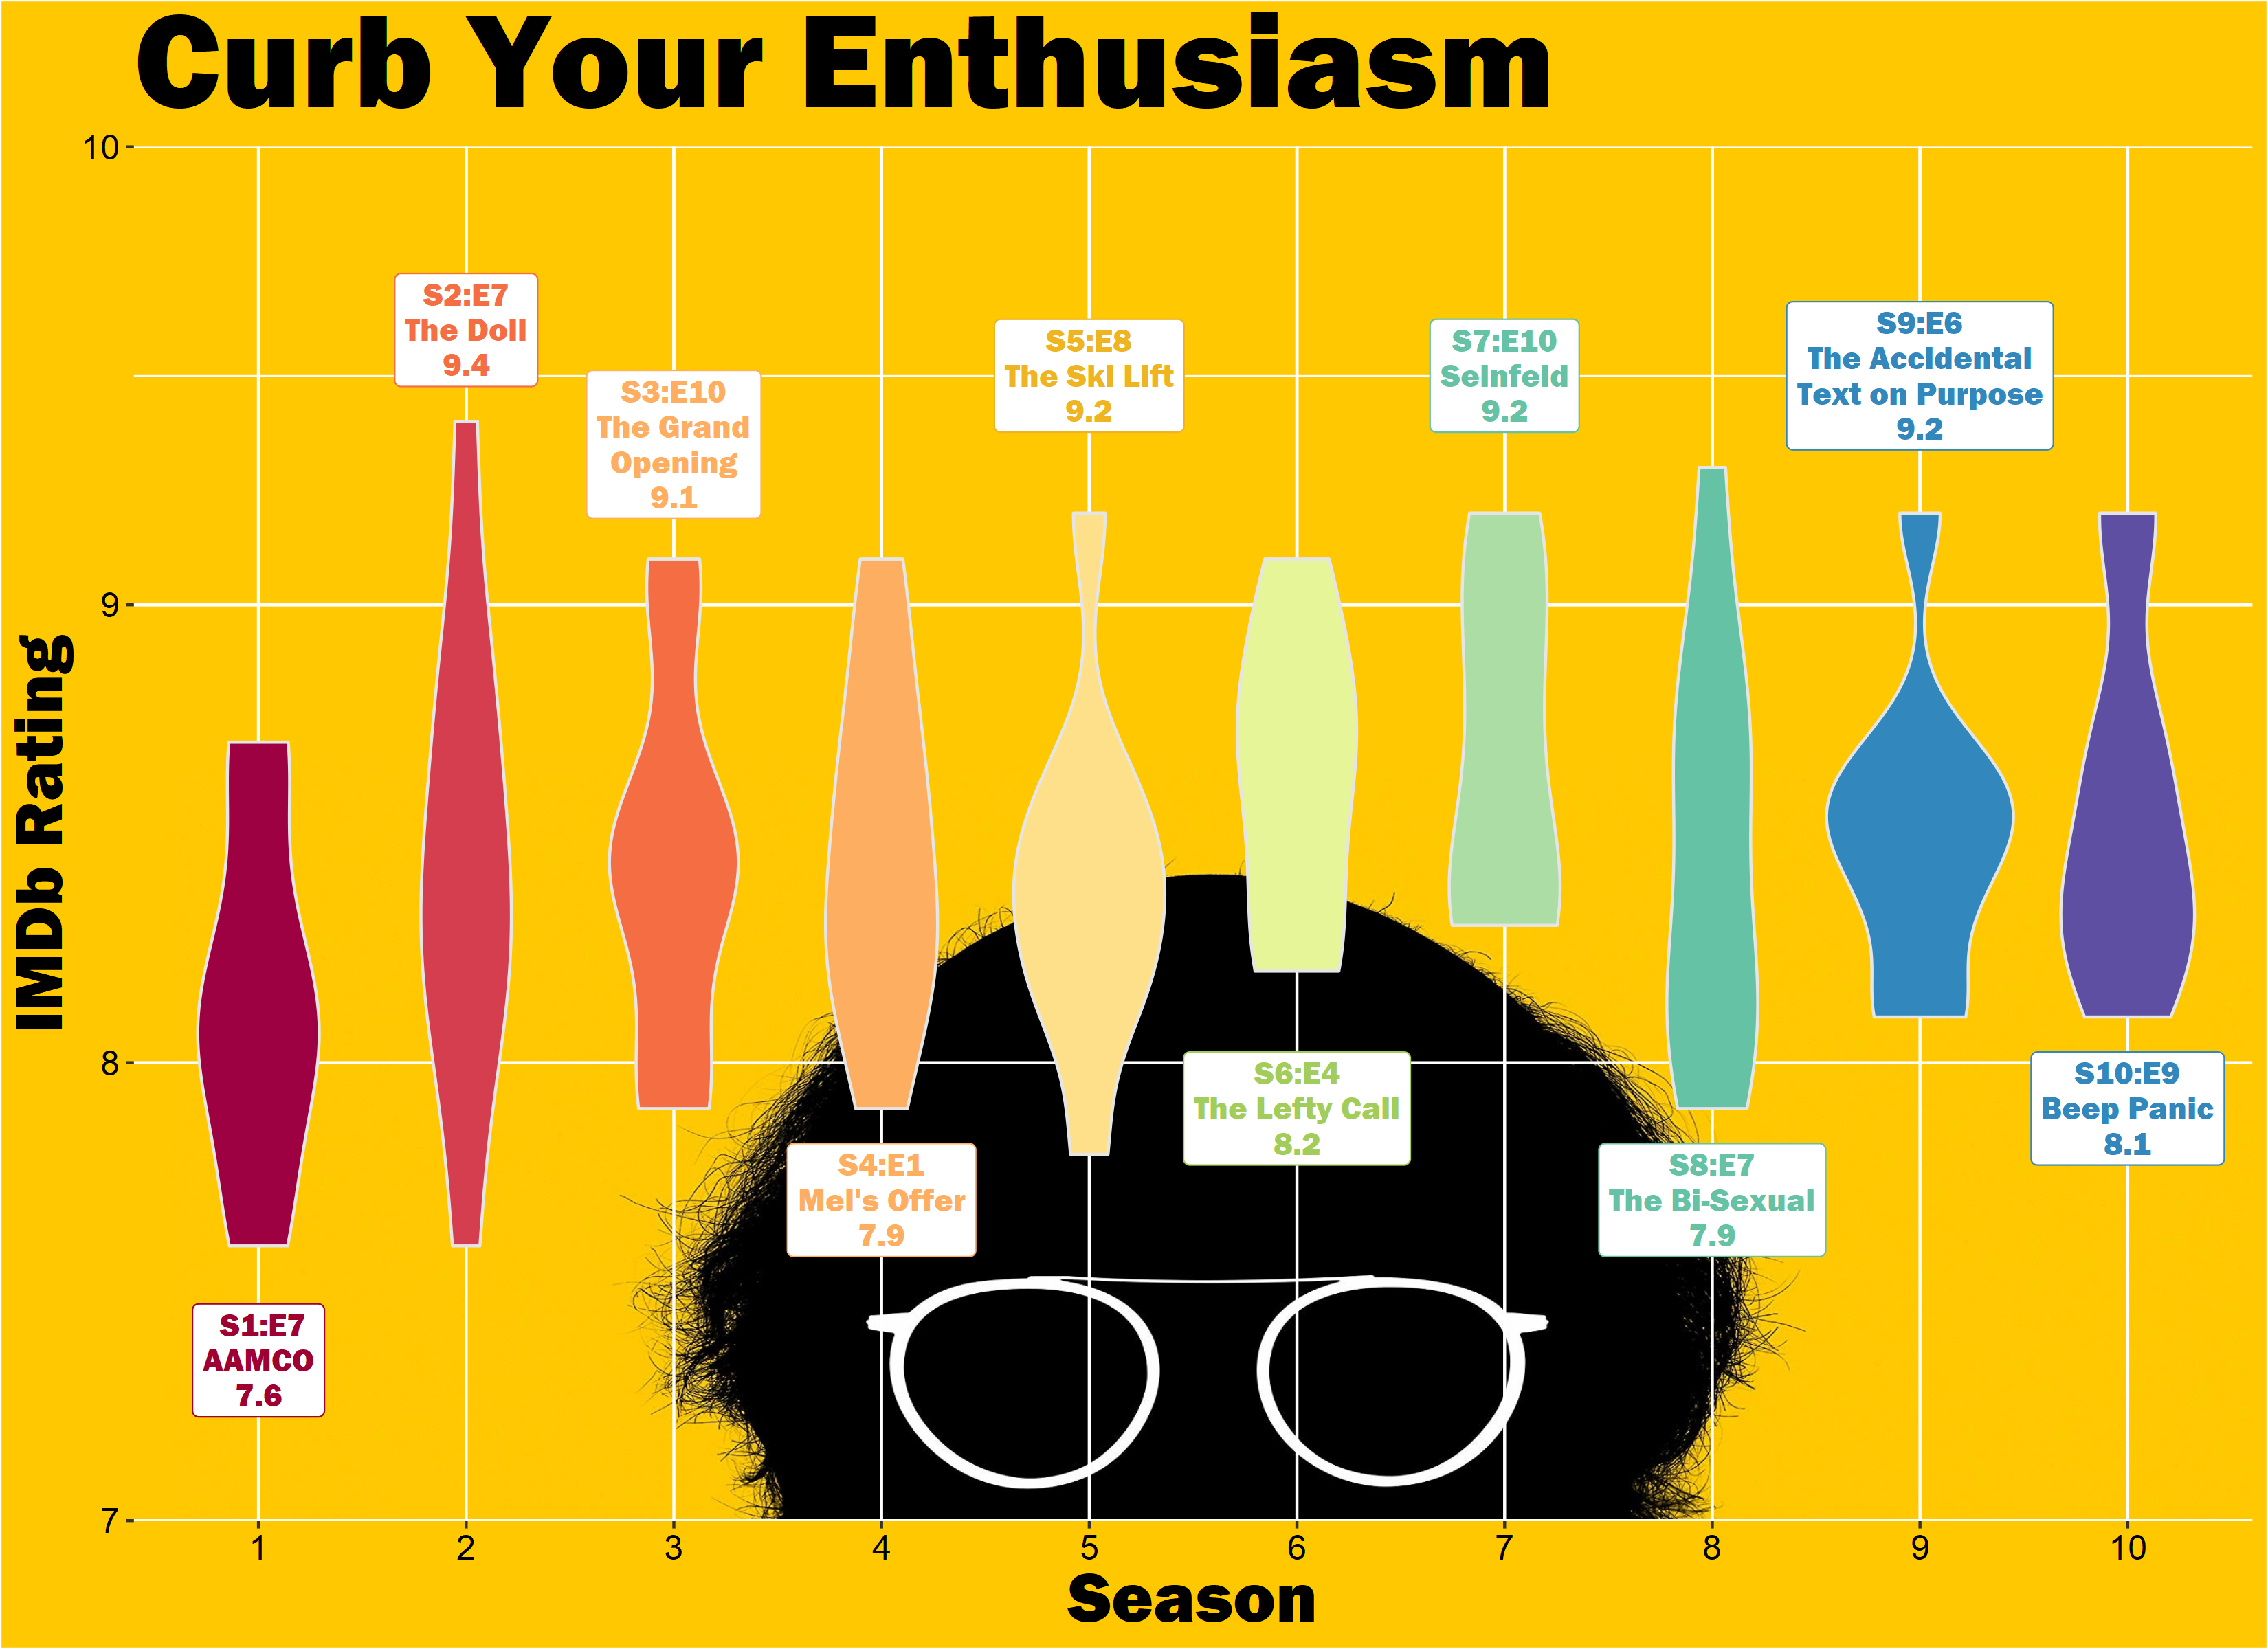 Curb Your Enthusiasm
IMDb Rating
10
9
8
7
S1:E7
AAMCO
7.6
S2:E7
The Doll
9.4
S3:E10
The Grand
Opening
9.1
S4:E1
Mel's Offer
7.9
S5:E8
The Ski Lift
9.2
S6:E4
The Lefty Call
8.2
S7:E10
Seinfeld
9.2
S8:E7
The Bi-Sexual
7.9
S9:E6
The Accidental
Text on Purpose
9.2
S10:E9
Beep Panic
8.1
1 2 3 4 5 6 7 8 9 10
Season